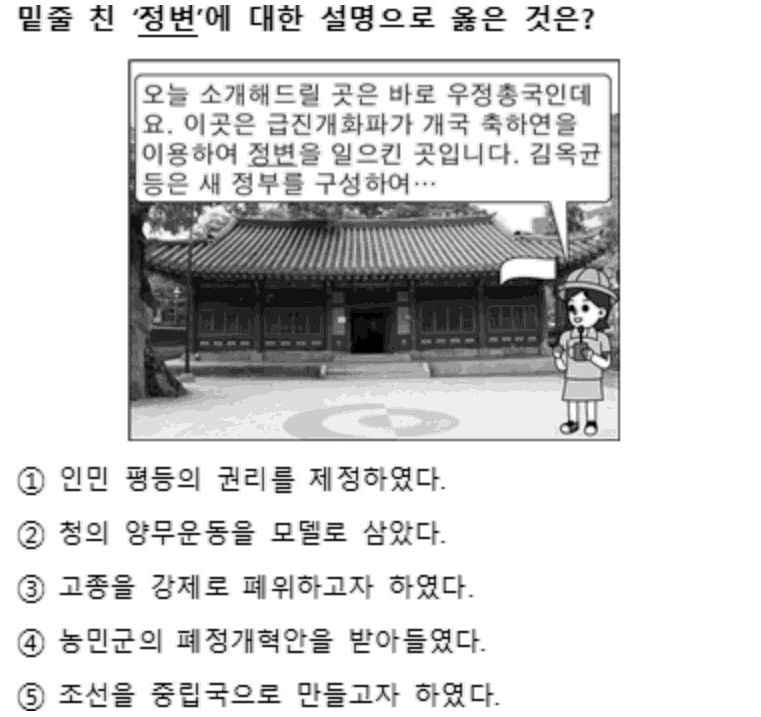 밑줄 친 ‘정변’에 대한 설명으로 옳은 것은?
오늘 소개해드릴 곳은 바로 우정총국인데
요. 이곳은 급진개화파가 개국 축하연을
이용하여 정변을 일으킨 곳입니다. 김옥균
등은 새 정부를 구성하여…
① 인민 평등의 권리를 제정하였다.
② 청의 양무운동을 모델로 삼았다.
③ 고종을 강제로 폐위하고자 하였다.
④ 농민군의 폐정개혁안을 받아들였다.
⑤ 조선을 중립국으로 만들고자 하였다.